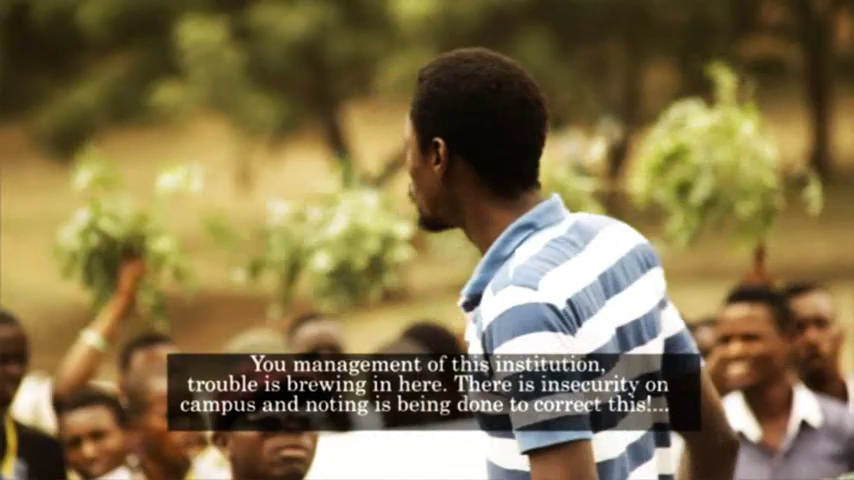 You management of this institution,
trouble is brewing in here. There is insecurity on
campus and noting is being done to correct this!...